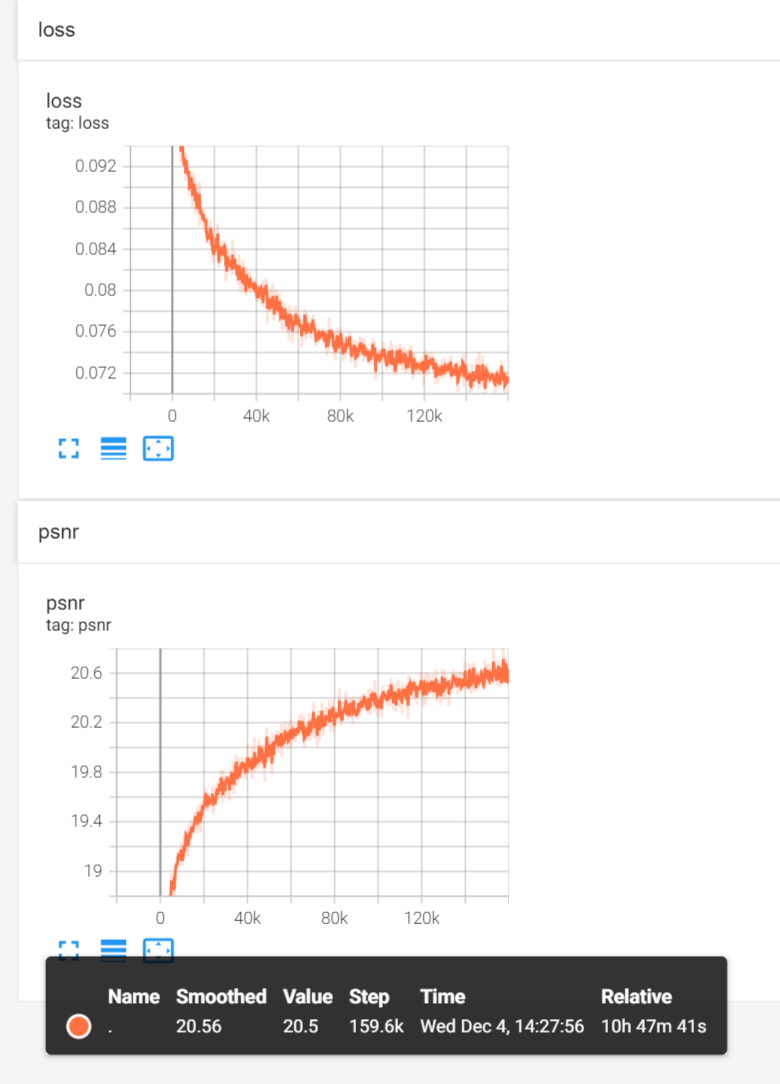 loss
loss
tag: loss
0.092
0.088
0.084
0.08
0.076
0.072
0 40k 80k 120k
psnr
psnr
tag: psnr
20.6
20.2
19.8
19.4
19
0 40k 80k 120k
Name Smoothed Value Step Time Relative
. 20.56 20.5 159.6k Wed Dec 4, 14:27:56 10h 47m 41s